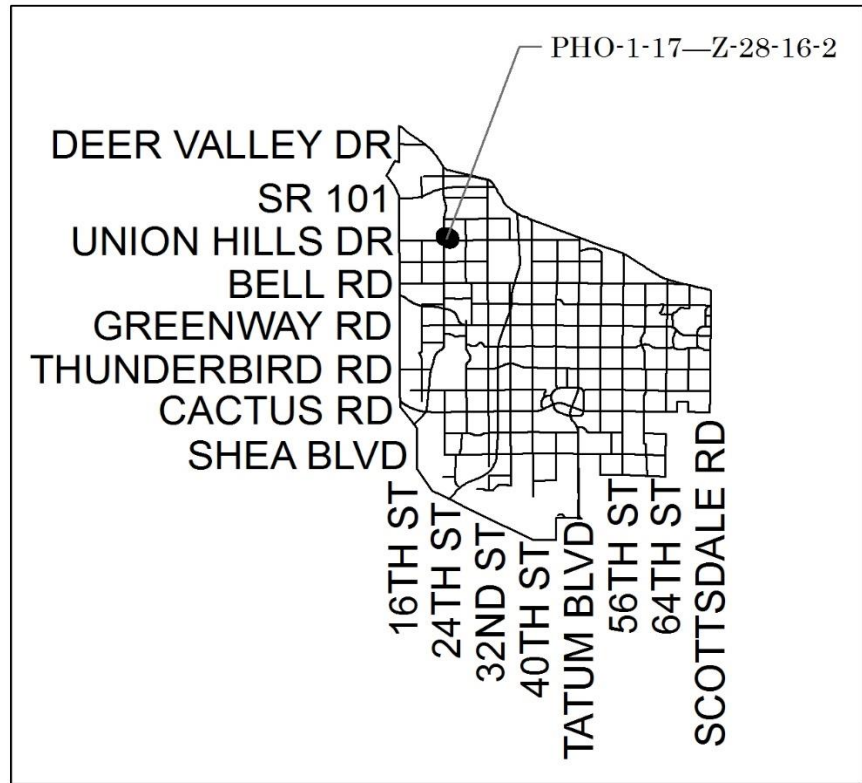 PHO-1-17—Z-28-16-2
DEER VALLEY DR
SR 101
UNION HILLS DR
BELL RD
GREENWAY RD
THUNDERBIRD RD
CACTUS RD
SHEA BLVD
16TH ST
24TH ST
32ND ST
40TH ST
TATUM BLVD
56TH ST
64TH ST
SCOTTSDALE RD